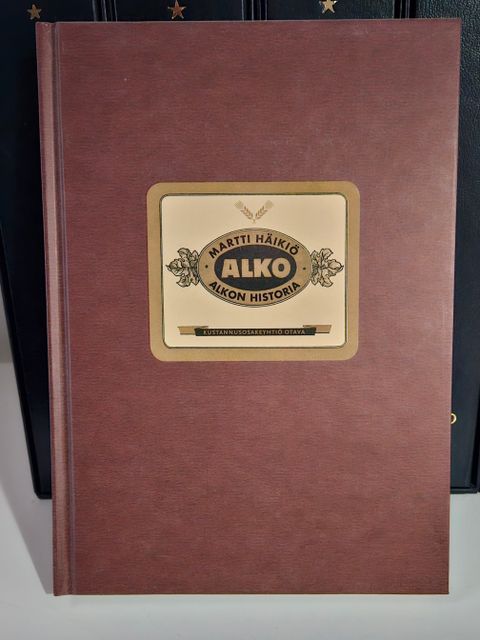 MARTTI HÄIKIÖ
ALKO
ALKON HISTORIA
KUSTANNUSOSAKEYHTIÖ OTAVA